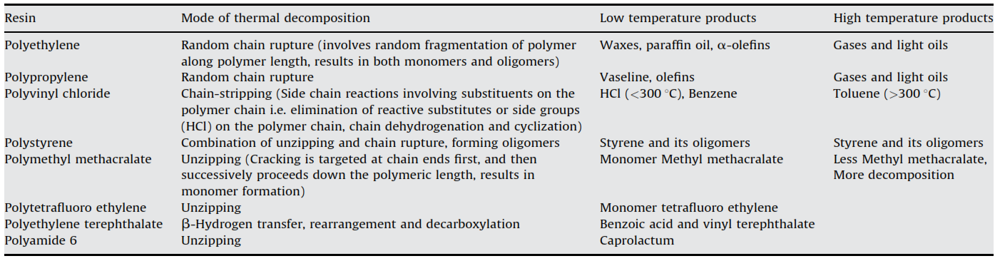 Resin Mode of thermal decomposition Low temperature products High temperature products
Polyethylene Random chain rupture (involves random fragmentation of polymer Waxes, paraffin oil, α-olefins Gases and light oils
along polymer length, results in both monomers and oligomers)
Polypropylene Random chain rupture Vaseline, olefins Gases and light oils
Polyvinyl chloride Chain-stripping (Side chain reactions involving substituents on the HCl (<300 °C), Benzene Toluene (>300 °C)
polymer chain i.e. elimination of reactive substitutes or side groups
(HCl) on the polymer chain, chain dehydrogenation and cyclization)
Polystyrene Combination of unzipping and chain rupture, forming oligomers Styrene and its oligomers Styrene and its oligomers
Polymethyl methacralate Unzipping (Cracking is targeted at chain ends first, and then Monomer Methyl methacralate Less Methyl methacralate,
successively proceeds down the polymeric length, results in More decomposition
monomer formation)
Polytetrafluoro ethylene Unzipping Monomer tetrafluoro ethylene
Polyethylene terephthalate β-Hydrogen transfer, rearrangement and decarboxylation Benzoic acid and vinyl terephthalate
Polyamide 6 Unzipping Caprolactum